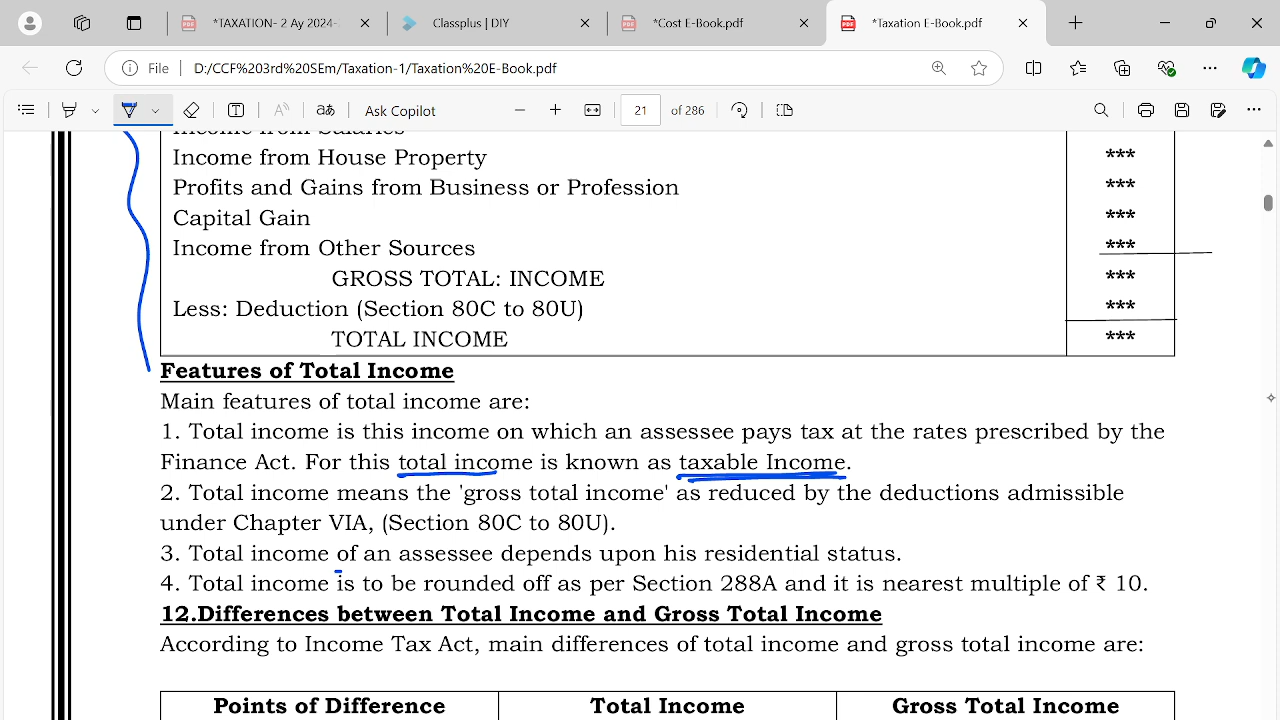 *TAXATION- 2 Ay 2024-
Classplus | DIY
*Cost E-Book.pdf
*Taxation E-Book.pdf
File | D:/CCF%203rd%20SEm/Taxation-1/Taxation%20E-Book.pdf
Ask Copilot
21 of 286
Income from Salaries
Income from House Property ***
Profits and Gains from Business or Profession ***
Capital Gain ***
Income from Other Sources ***
GROSS TOTAL: INCOME ***
Less: Deduction (Section 80C to 80U) ***
TOTAL INCOME ***
Features of Total Income
Main features of total income are:
1. Total income is this income on which an assessee pays tax at the rates prescribed by the
Finance Act. For this total income is known as taxable Income.
2. Total income means the 'gross total income' as reduced by the deductions admissible
under Chapter VIA, (Section 80C to 80U).
3. Total income of an assessee depends upon his residential status.
4. Total income is to be rounded off as per Section 288A and it is nearest multiple of ₹ 10.
12.Differences between Total Income and Gross Total Income
According to Income Tax Act, main differences of total income and gross total income are:
Points of Difference Total Income Gross Total Income